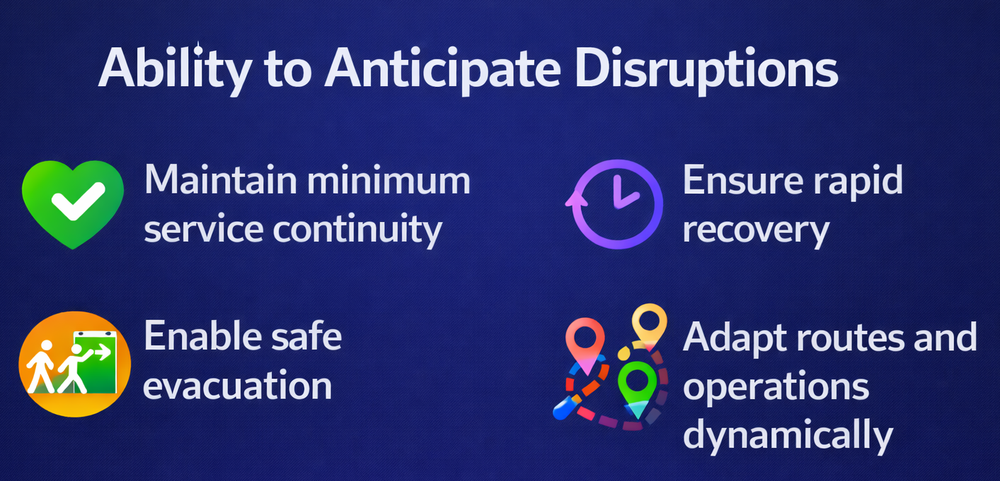 Ability to Anticipate Disruptions
Maintain minimum
service continuity
Ensure rapid
recovery
Enable safe
evacuation
Adapt routes and
operations
dynamically